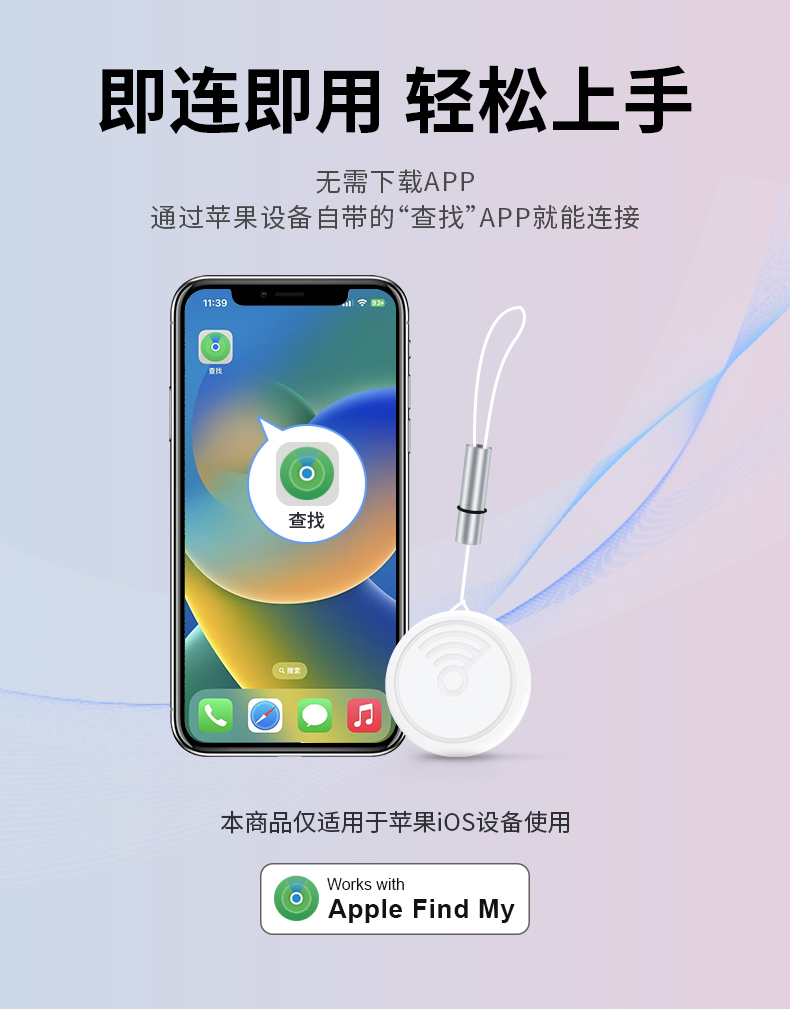 即连即用 轻松上手
无需下载APP
通过苹果设备自带的“查找”APP就能连接
11:39
93
查找
查找
搜索
本商品仅适用于苹果iOS设备使用
Works with
Apple Find My